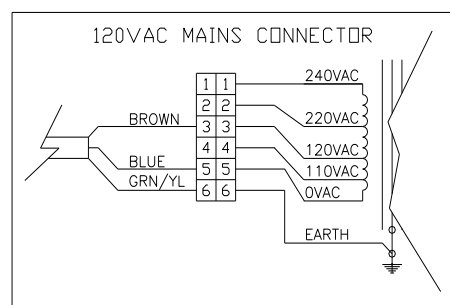 120VAC MAINS CONNECTOR
240VAC
1 1
2 2
220VAC
BROWN
3 3
120VAC
4 4
110VAC
BLUE
5 5
0VAC
GRN/YL
6 6
EARTH